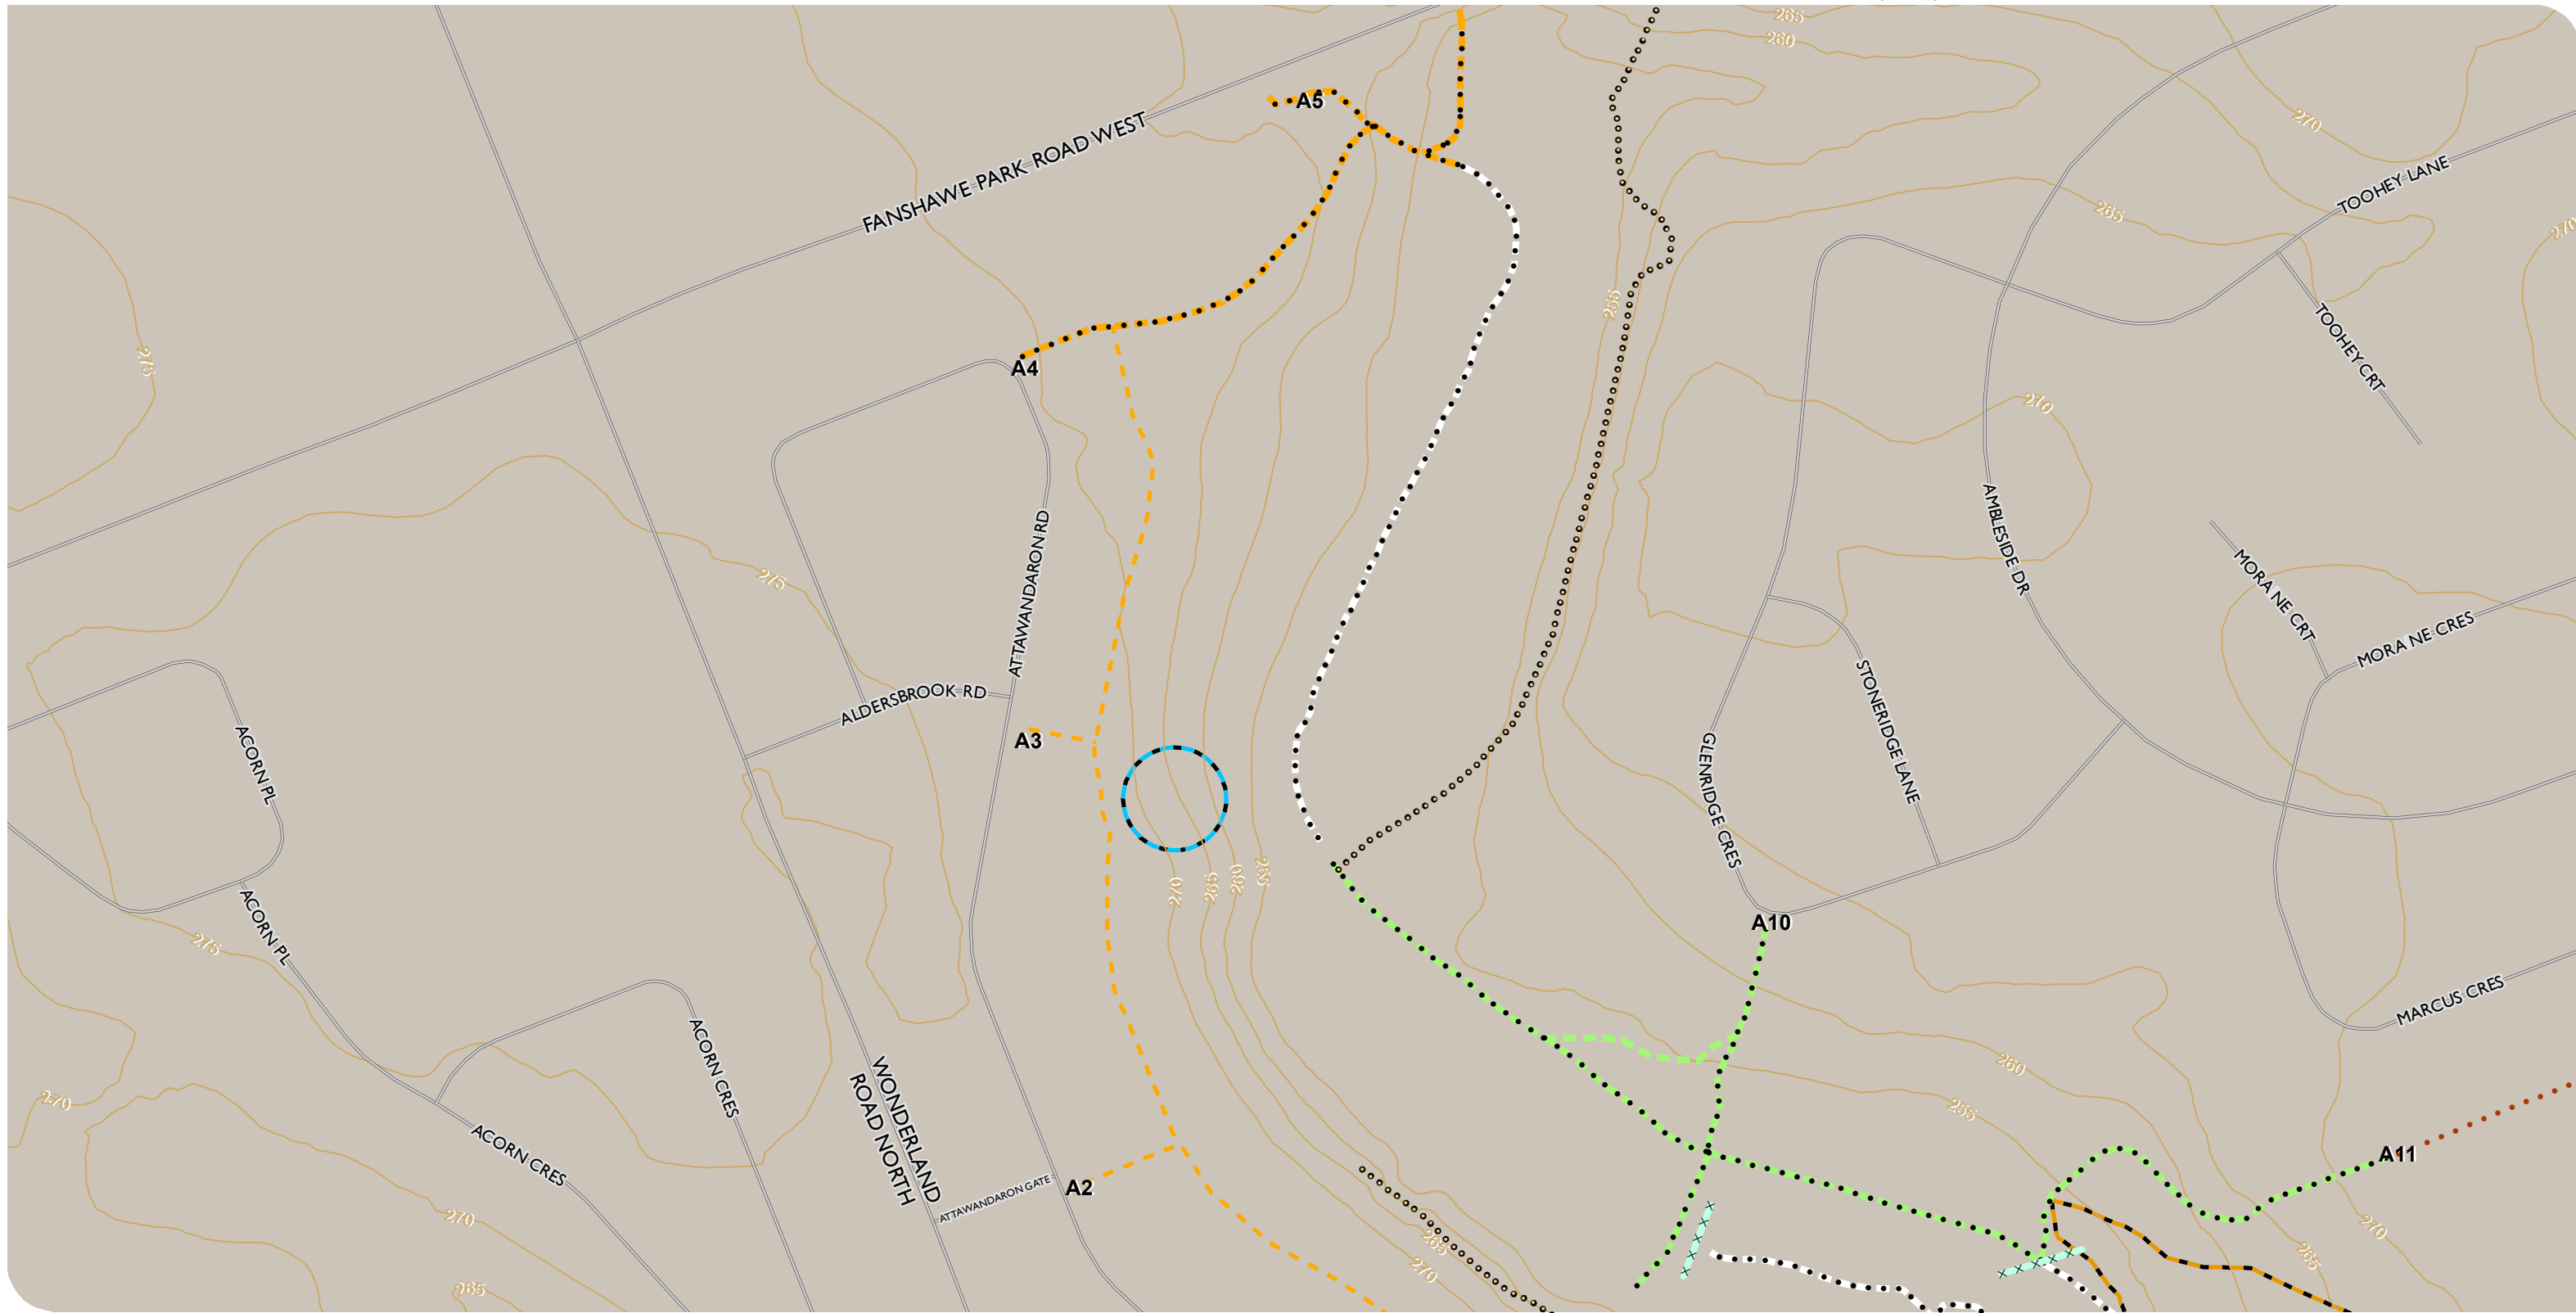 265
260
A5
270
FANSHAWE PARK ROAD WEST
TOOHEY LANE
265
270
255
TOOHEY CRT
275
A4
270
ATTAWANDARON RD
AMBLESIDE DR
275
MORA NE CRT
MORA NE CRES
ALDERSBROOK RD
STONERIDGE LANE
A3
ACORN PL
GLENRIDGE CRES
270
265
260
255
A10
ACORN PL
275
MARCUS CRES
ACORN CRES
260
270
255
WONDERLAND
ROAD NORTH
ACORN CRES
A11
A2
ATTAWANDARON GATE
270
265
270
265
270
265